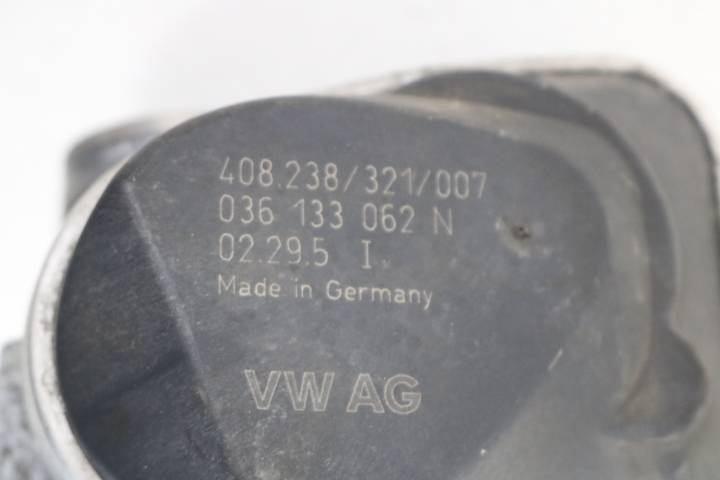 408.238/321/007
036 133 062 N
02.29.5 I
Made in Germany
VW AG